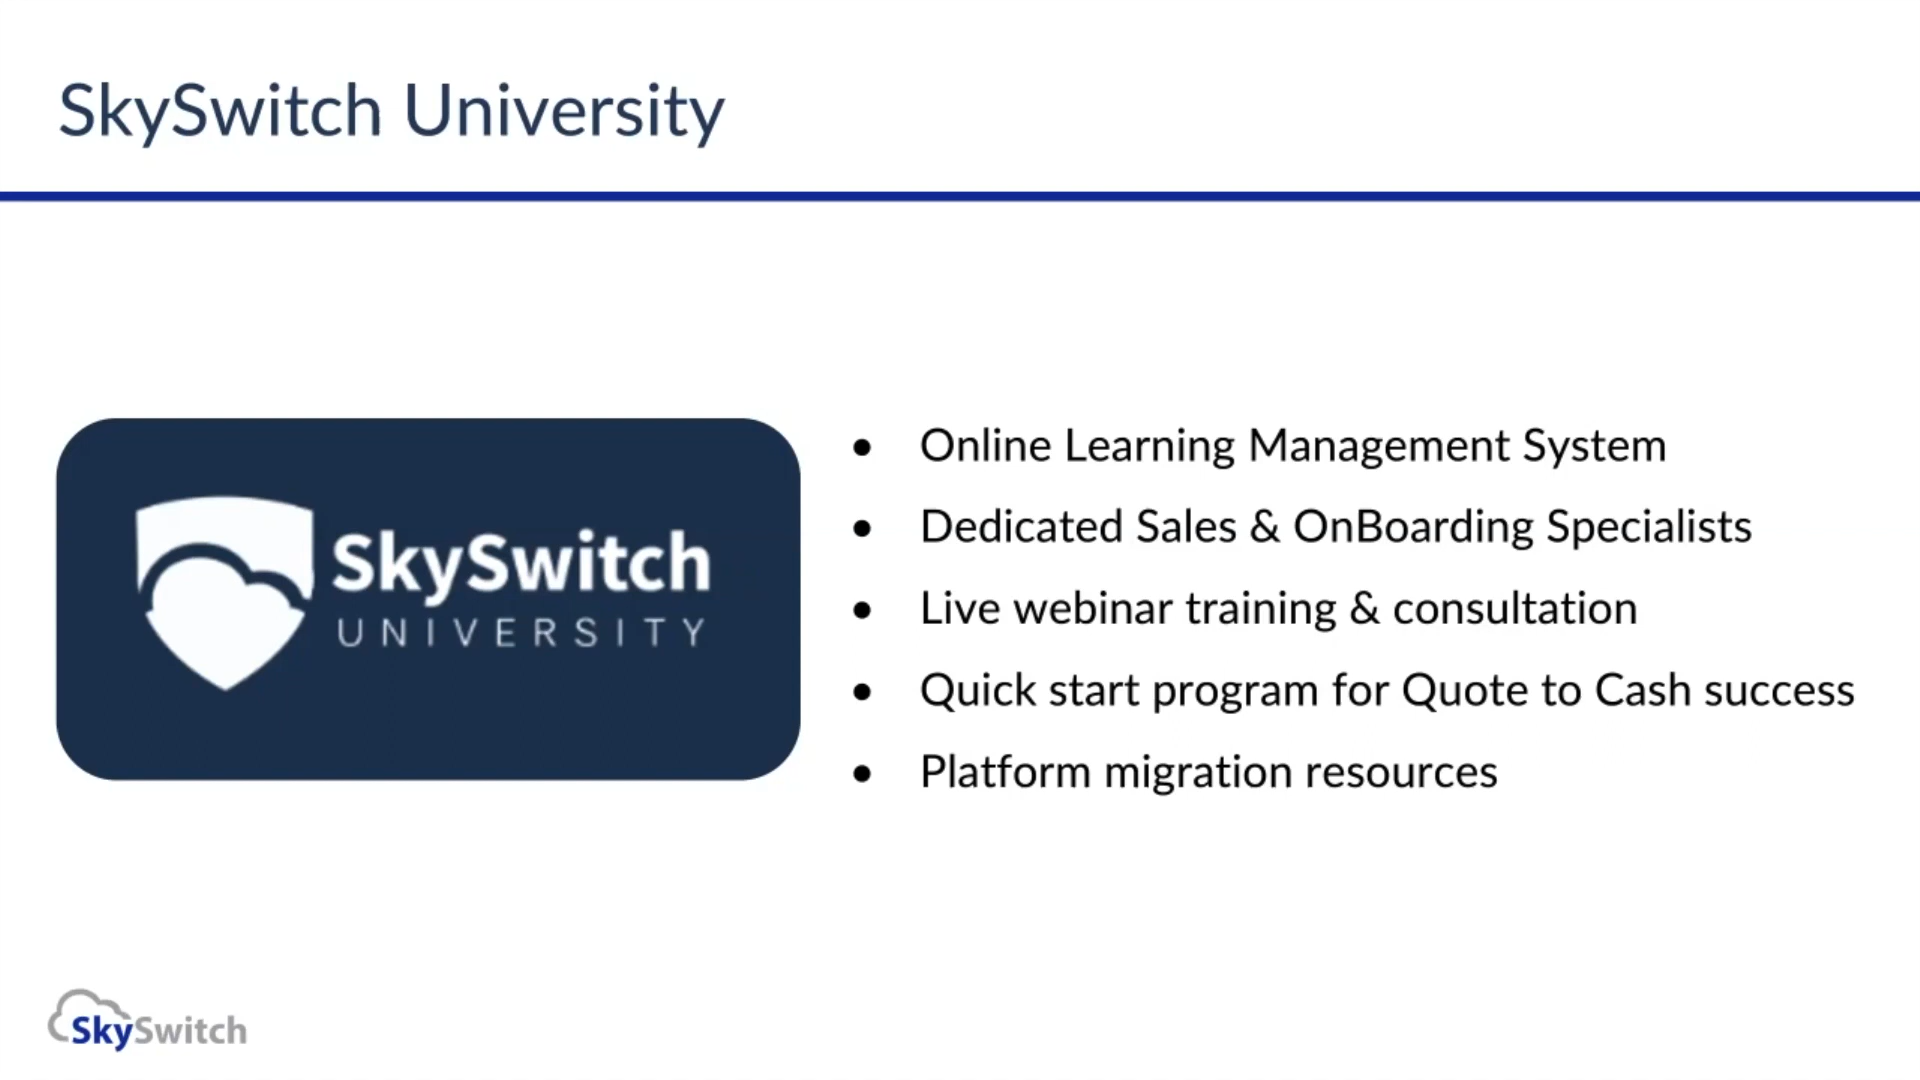 SkySwitch University
SkySwitch
UNIVERSITY
• Online Learning Management System
• Dedicated Sales & OnBoarding Specialists
• Live webinar training & consultation
• Quick start program for Quote to Cash success
• Platform migration resources
SkySwitch